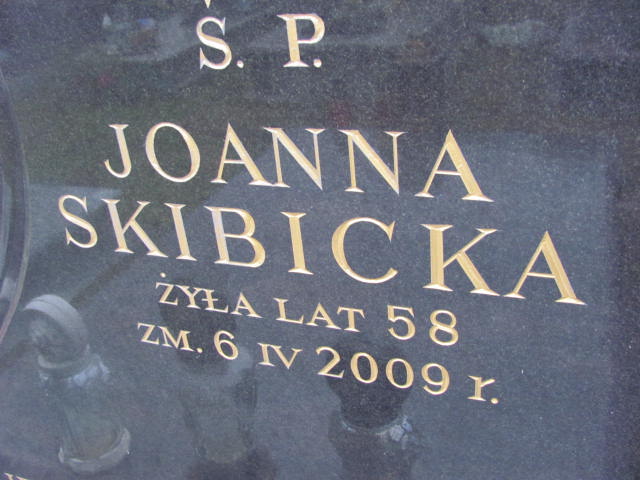 Ś. P.
JOANNA
SKIBICKA
ŻYŁA LAT 58
ZM. 6 IV 2009 r.